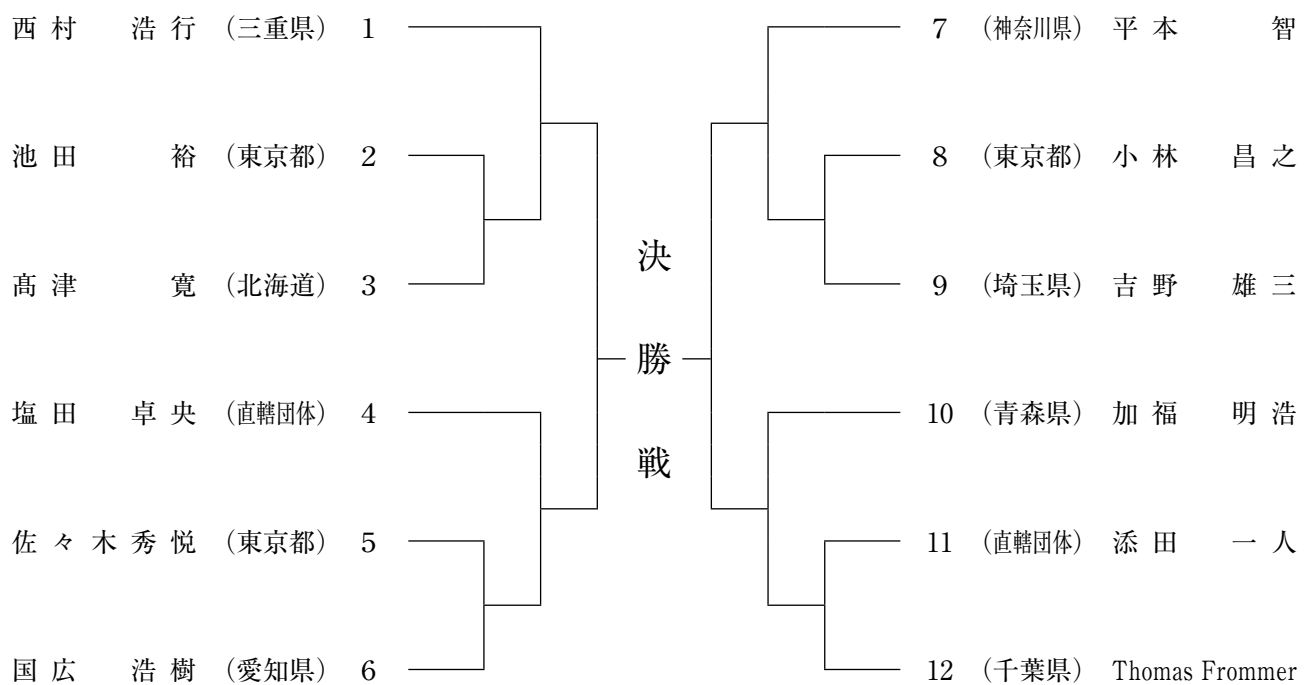 西村 浩行 (三重県) 1
池田 裕 (東京都) 2
髙津 寛 (北海道) 3
塩田 卓央 (直轄団体) 4
佐々木秀悦 (東京都) 5
国広 浩樹 (愛知県) 6
決勝戦
7 (神奈川県) 平本 智
8 (東京都) 小林 昌之
9 (埼玉県) 吉野 雄三
10 (青森県) 加福 明浩
11 (直轄団体) 添田 一人
12 (千葉県) Thomas Frommer